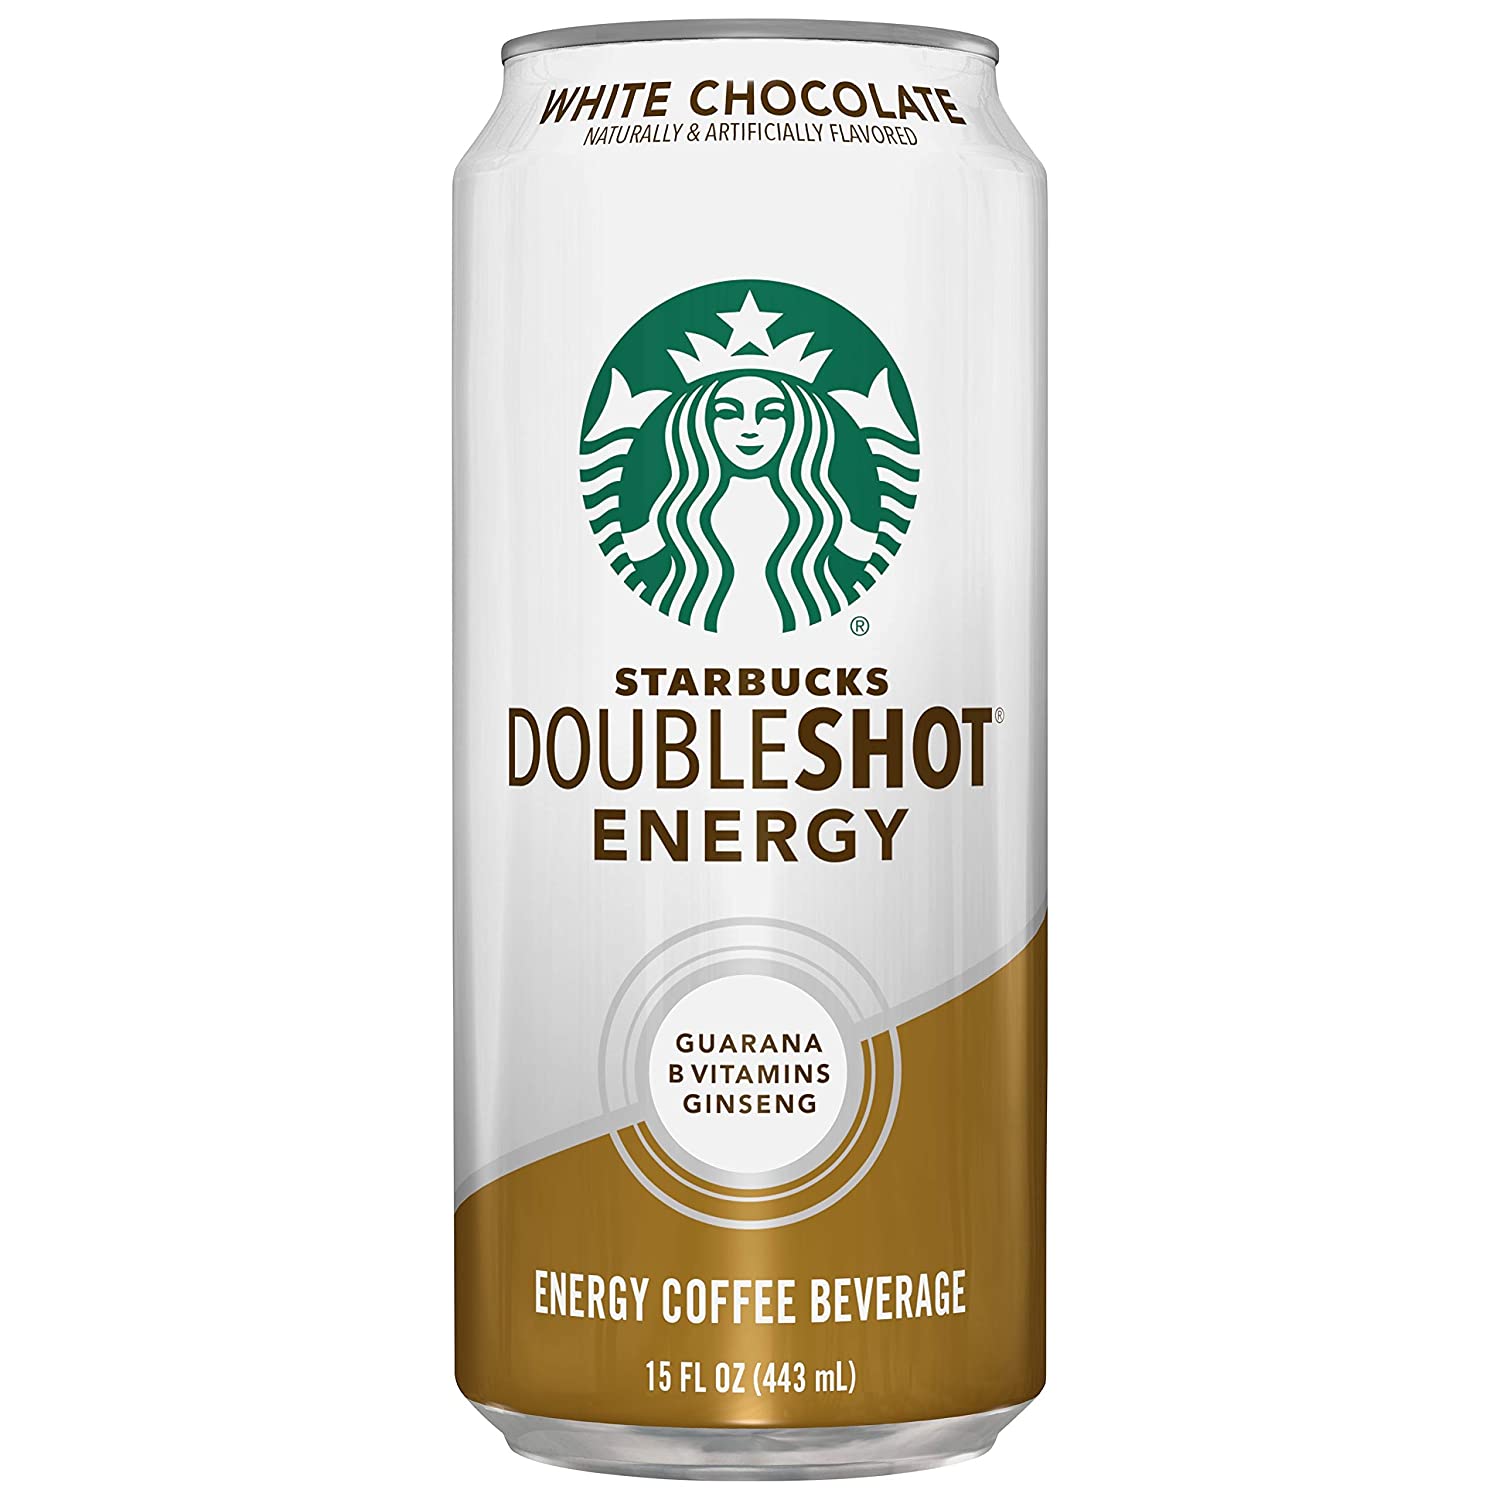 WHITE CHOCOLATE
NATURALLY & ARTIFICIALLY FLAVORED
®
STARBUCKS
DOUBLESHOT®
ENERGY
GUARANA
B VITAMINS
GINSENG
ENERGY COFFEE BEVERAGE
15 FL OZ (443 mL)